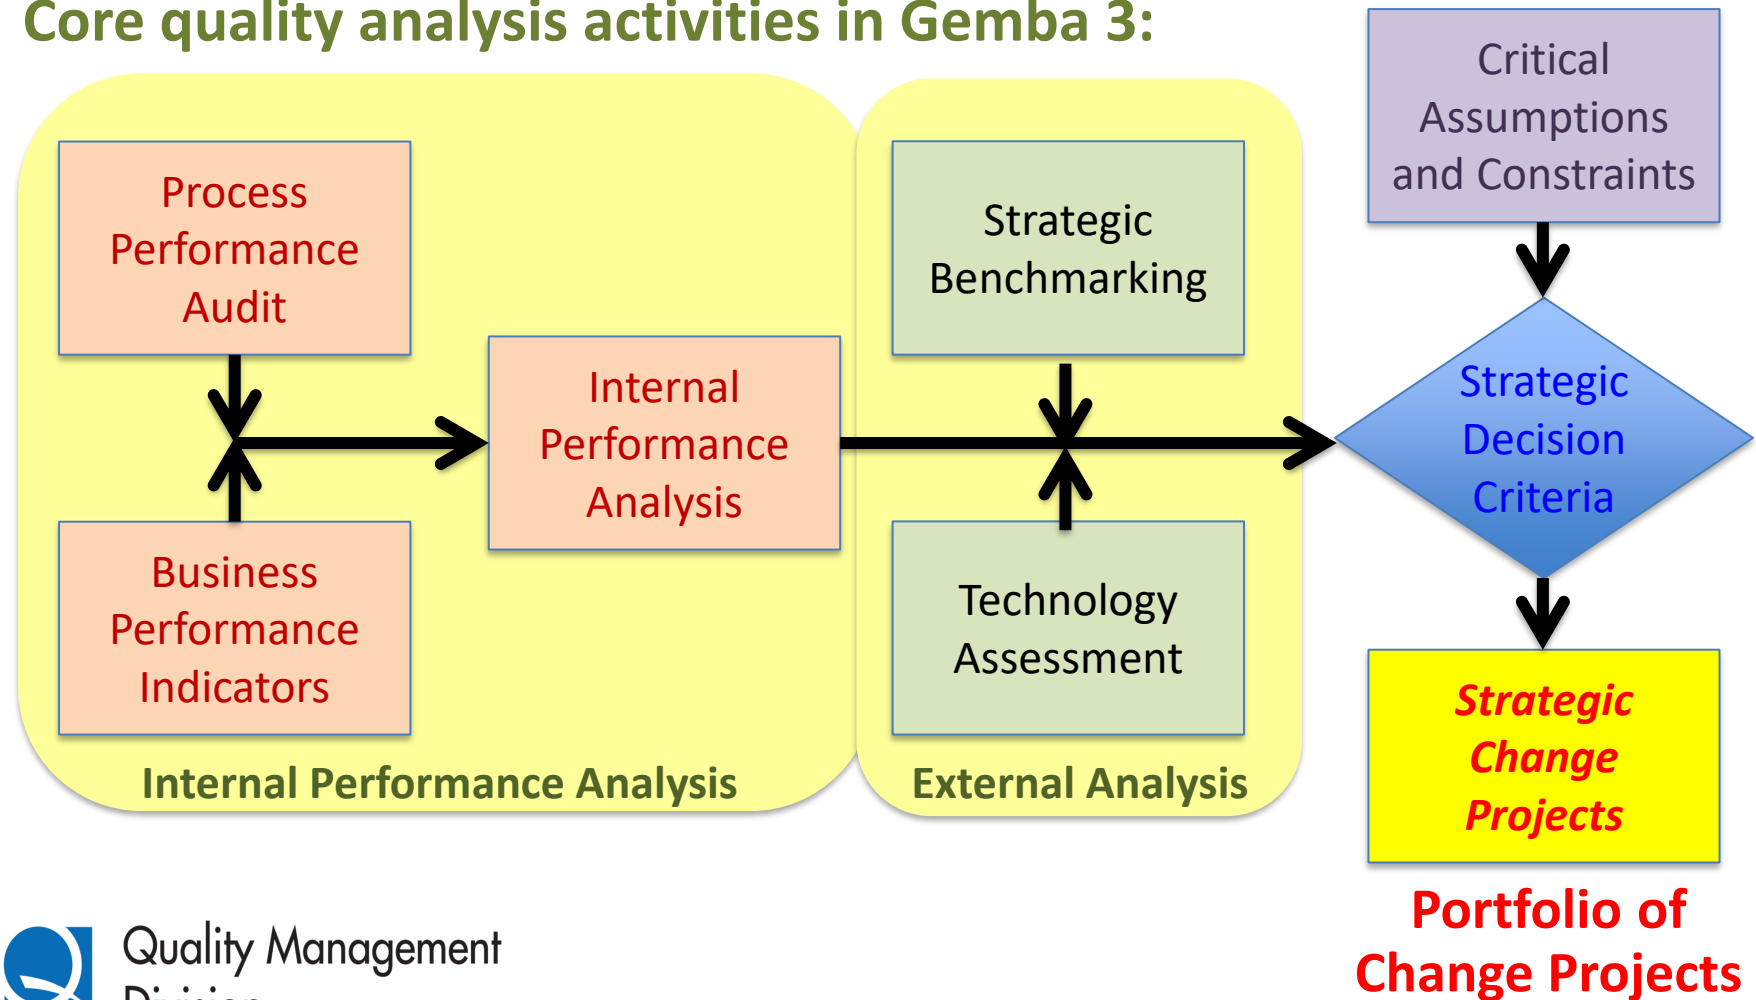 Core quality analysis activities in Gemba 3:
Process
Performance
Audit
Business
Performance
Indicators
Internal
Performance
Analysis
Internal Performance Analysis
Strategic
Benchmarking
Technology
Assessment
External Analysis
Critical
Assumptions
and Constraints
Strategic
Decision
Criteria
Strategic
Change
Projects
Portfolio of
Change Projects
Quality Management
Division